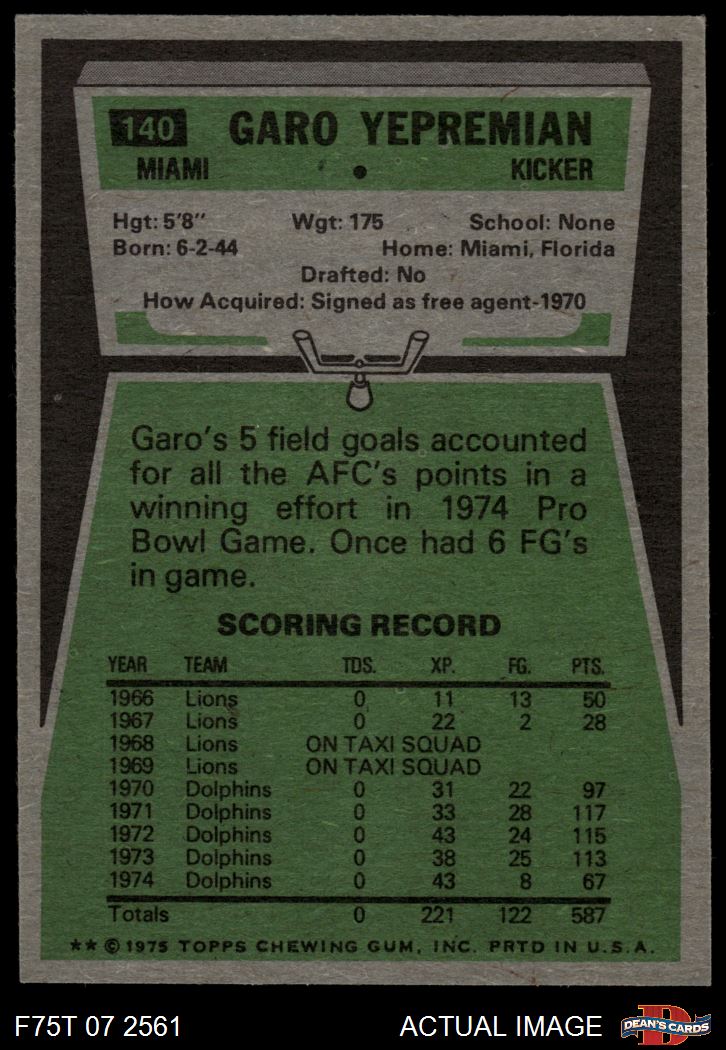 140 GARO YEPREMIAN
MIAMI • KICKER
Hgt: 5'8" Wgt: 175 School: None
Born: 6-2-44 Home: Miami, Florida
Drafted: No
How Acquired: Signed as free agent-1970
Garo's 5 field goals accounted
for all the AFC's points in a
winning effort in 1974 Pro
Bowl Game. Once had 6 FG's
in game.
SCORING RECORD
YEAR TEAM TDS. XP. FG. PTS.
1966 Lions 0 11 13 50
1967 Lions 0 22 2 28
1968 Lions ON TAXI SQUAD
1969 Lions ON TAXI SQUAD
1970 Dolphins 0 31 22 97
1971 Dolphins 0 33 28 117
1972 Dolphins 0 43 24 115
1973 Dolphins 0 38 25 113
1974 Dolphins 0 43 8 67
Totals 0 221 122 587
** © 1975 TOPPS CHEWING GUM, INC. PRTD IN U.S.A.
F75T 07 2561 ACTUAL IMAGE D DEAN'S CARDS